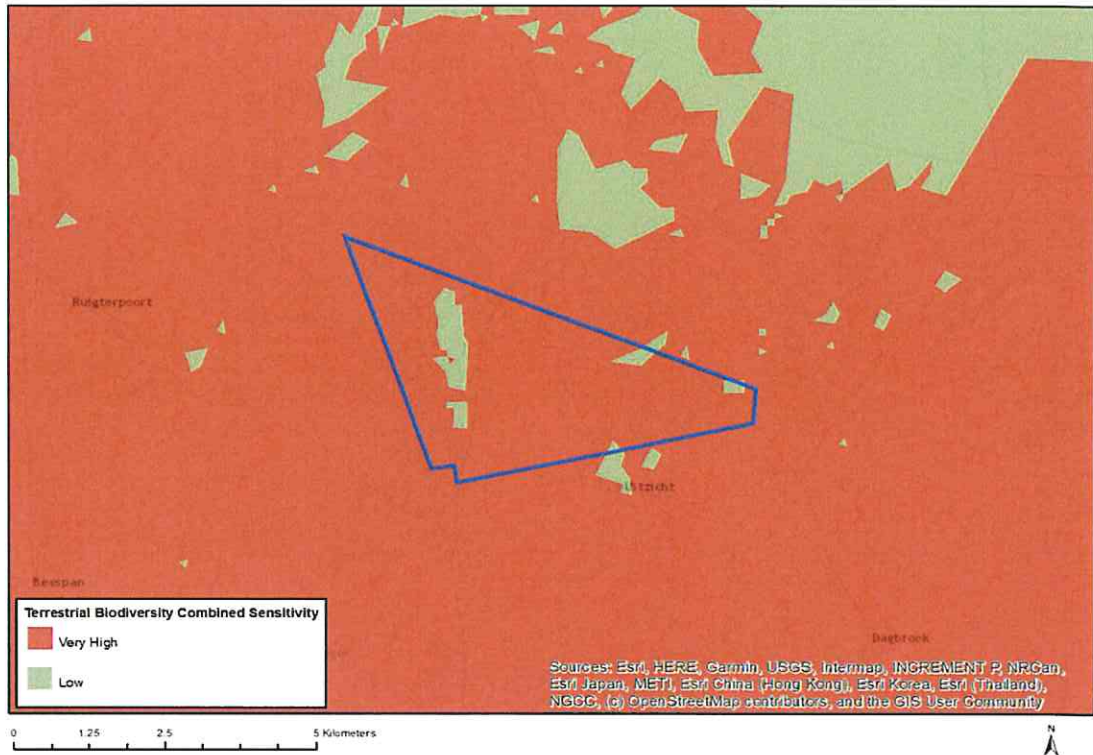 Ruigterpoort
Uitzicht
Besspan
Dagbreek
Terrestrial Biodiversity Combined Sensitivity
Very High
Low
Sources: Esri, HERE, Garmin, USGS, Intermap, INCREMENT P, NRCan,
Esri Japan, METI, Esri China (Hong Kong), Esri Korea, Esri (Thailand),
NGCC, (c) OpenStreetMap contributors, and the GIS User Community
0 1.25 2.5 5 Kilometers
N